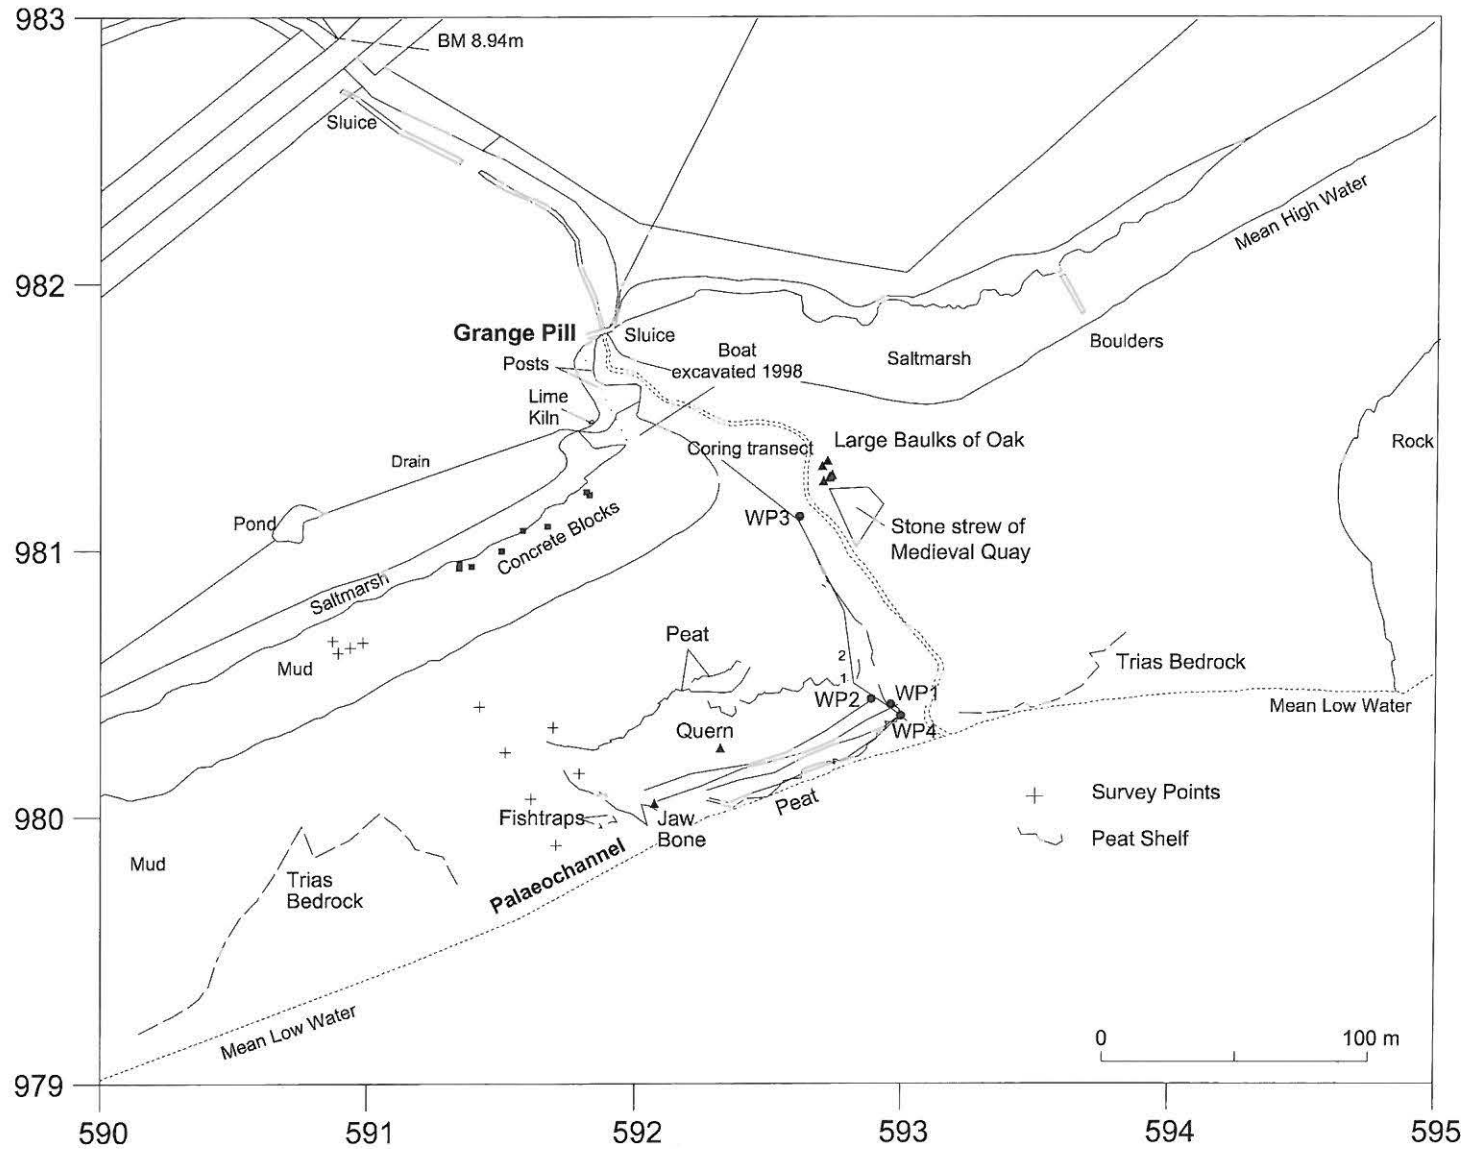 983
BM 8.94m
Sluice
Mean High Water
982
Grange Pill
Sluice
Posts
Boat
excavated 1998
Saltmarsh
Boulders
Lime
Kiln
Large Baulks of Oak
Rock
Coring transect
Drain
Pond
WP3
Stone strew of
Medieval Quay
Concrete Blocks
981
Saltmarsh
Peat
Mud
2
1
Trias Bedrock
WP2
WP1
Mean Low Water
Quern
WP4
Survey Points
980
Fishtraps
Jaw
Bone
Peat
Peat Shelf
Mud
Palaeochannel
Trias
Bedrock
Mean Low Water
0
100 m
979
590
591
592
593
594
595